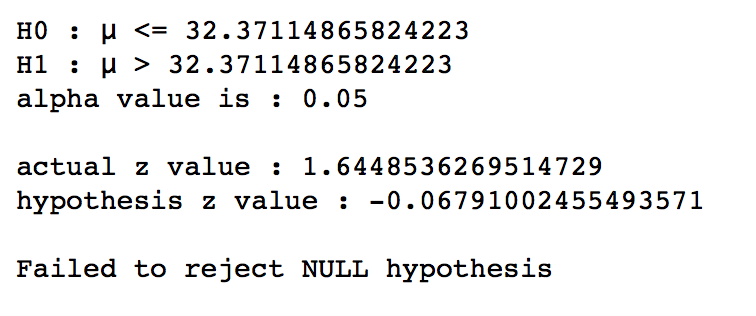 H0 : µ <= 32.37114865824223
H1 : µ > 32.37114865824223
alpha value is : 0.05
actual z value : 1.6448536269514729
hypothesis z value : -0.06791002455493571
Failed to reject NULL hypothesis